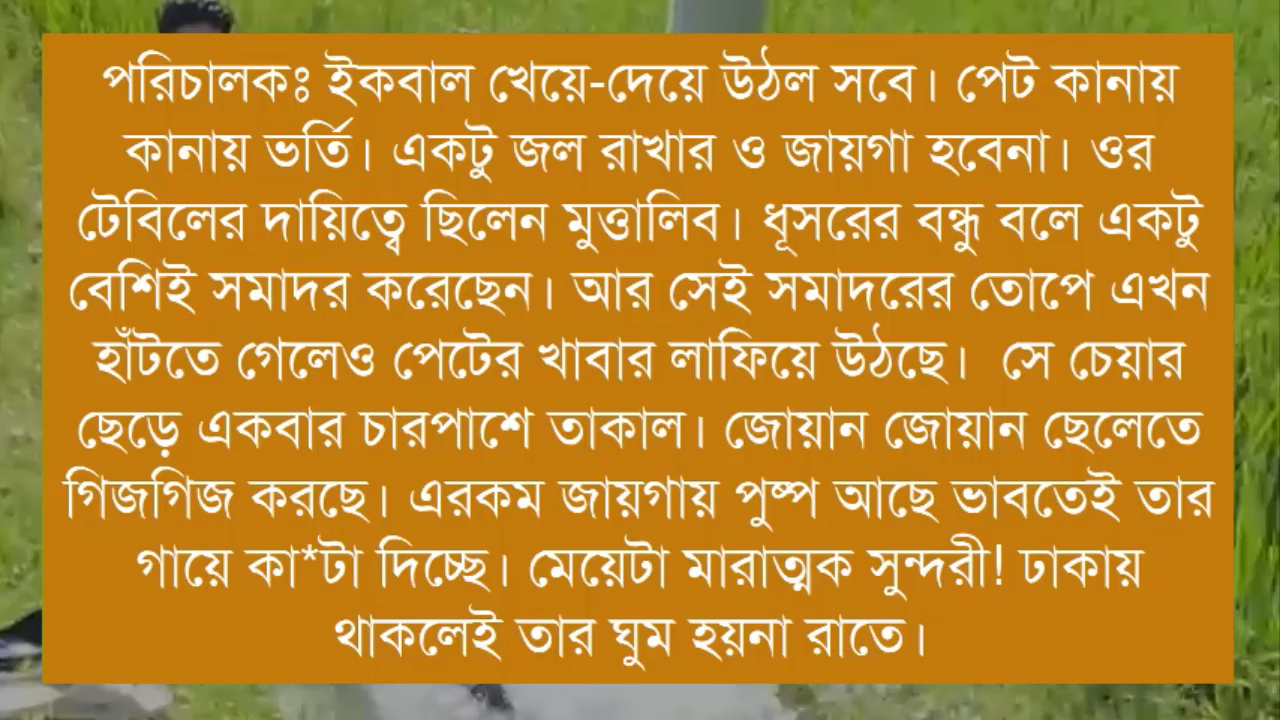 পরিচালকঃ ইকবাল খেয়ে-দেয়ে উঠল সবে। পেট কানায়
কানায় ভর্তি। একটু জল রাখার ও জায়গা হবেনা। ওর
টেবিলের দায়িত্বে ছিলেন মুত্তালিব। ধূসরের বন্ধু বলে একটু
বেশিই সমাদর করেছেন। আর সেই সমাদরের তোপে এখন
হাঁটতে গেলেও পেটের খাবার লাফিয়ে উঠছে। সে চেয়ার
ছেড়ে একবার চারপাশে তাকাল। জোয়ান জোয়ান ছেলেতে
গিজগিজ করছে। এরকম জায়গায় পুষ্প আছে ভাবতেই তার
গায়ে কা*টা দিচ্ছে। মেয়েটা মারাত্মক সুন্দরী! ঢাকায়
থাকলেই তার ঘুম হয়না রাতে।